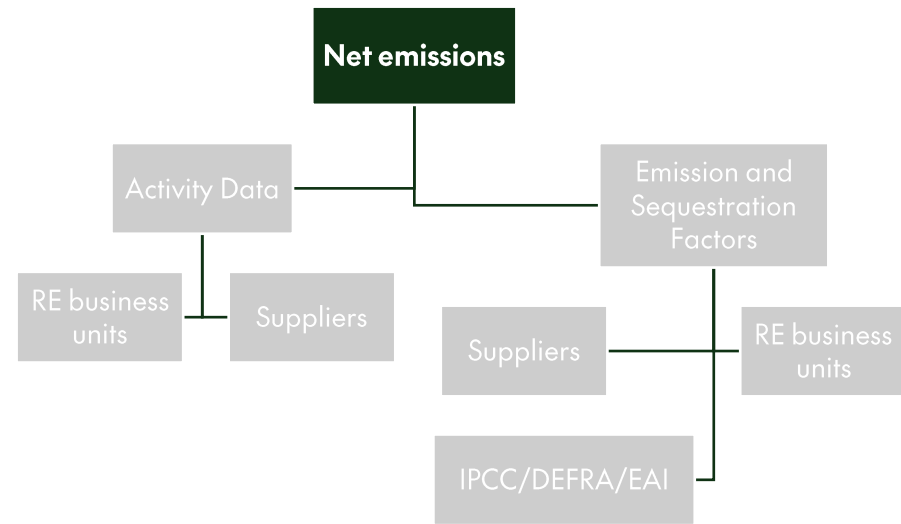 Net emissions
Activity Data
Emission and
Sequestration
Factors
RE business
units
Suppliers
Suppliers
RE business
units
IPCC/DEFRA/EAI